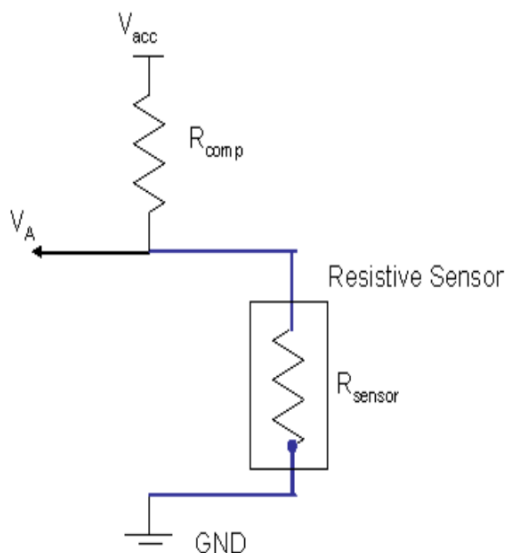 Vacc
Rcomp
VA
Resistive Sensor
Rsensor
GND